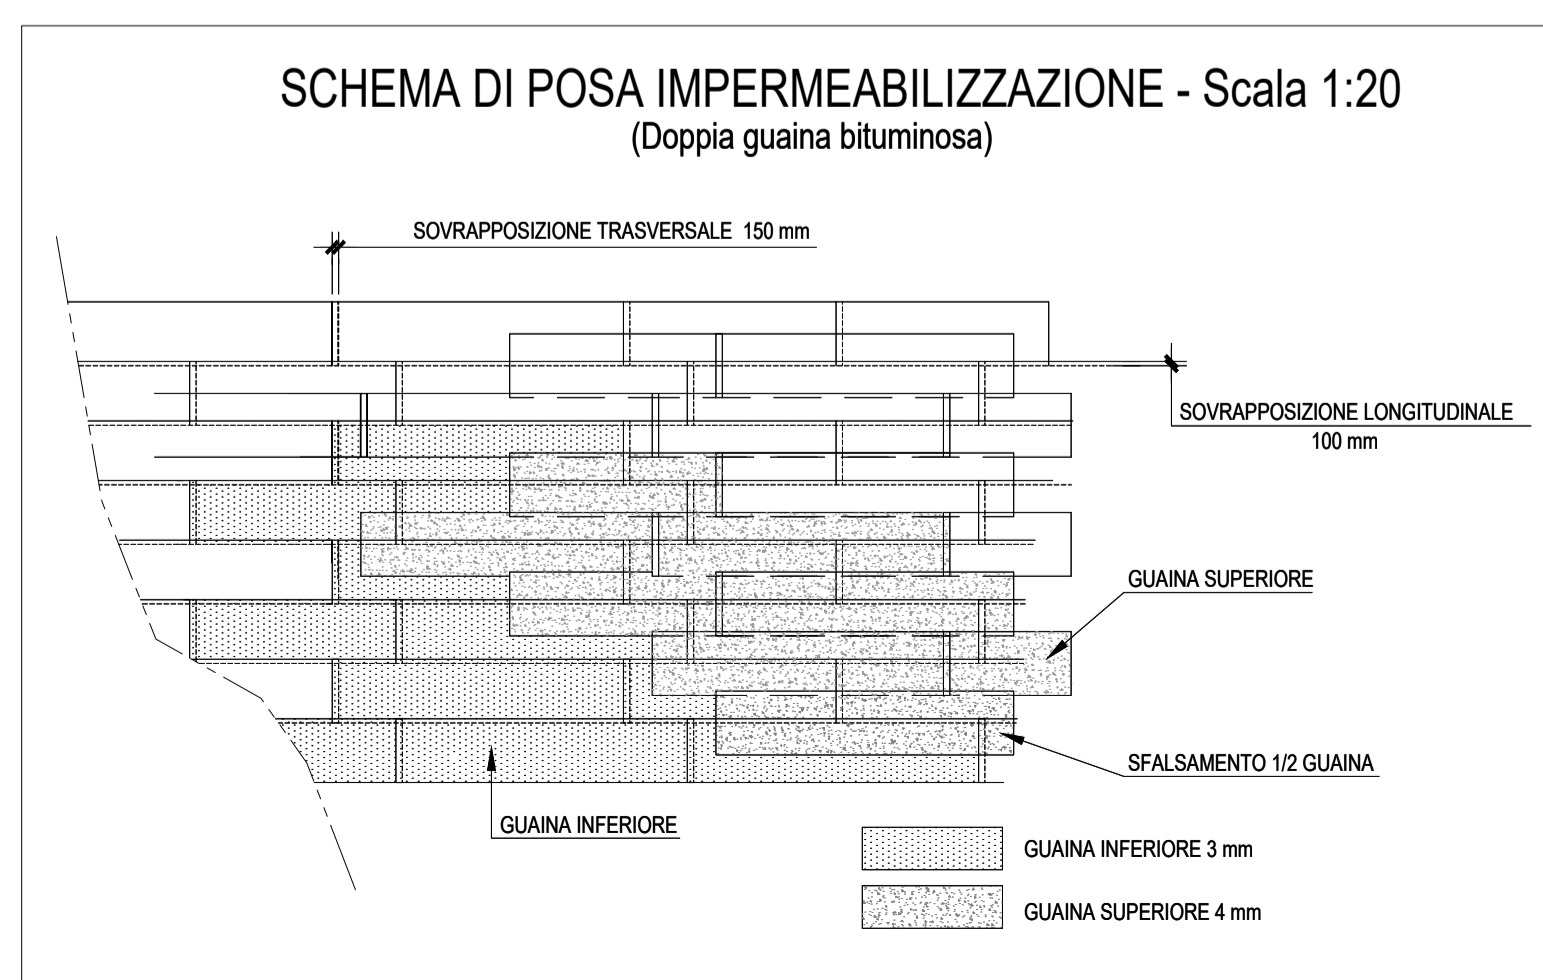 SCHEMA DI POSA IMPERMEABILIZZAZIONE - Scala 1:20
(Doppia guaina bituminosa)
SOVRAPPOSIZIONE TRASVERSALE 150 mm
SOVRAPPOSIZIONE LONGITUDINALE
100 mm
GUAINA SUPERIORE
SFALSAMENTO 1/2 GUAINA
GUAINA INFERIORE
GUAINA INFERIORE 3 mm
GUAINA SUPERIORE 4 mm